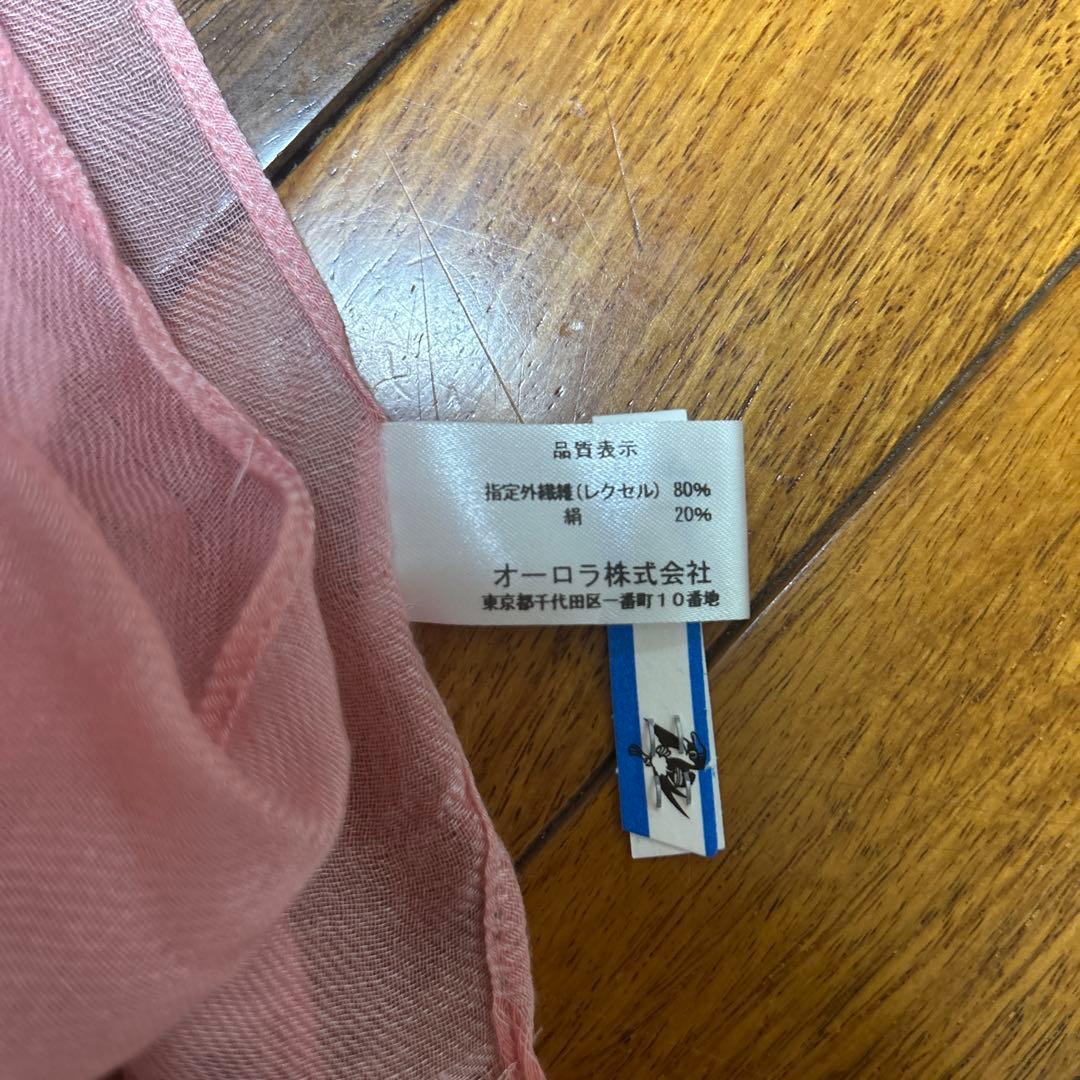 品質表示
指定外繊維(レクセル) 80%
絹 20%
オーロラ株式会社
東京都千代田区一番町10番地